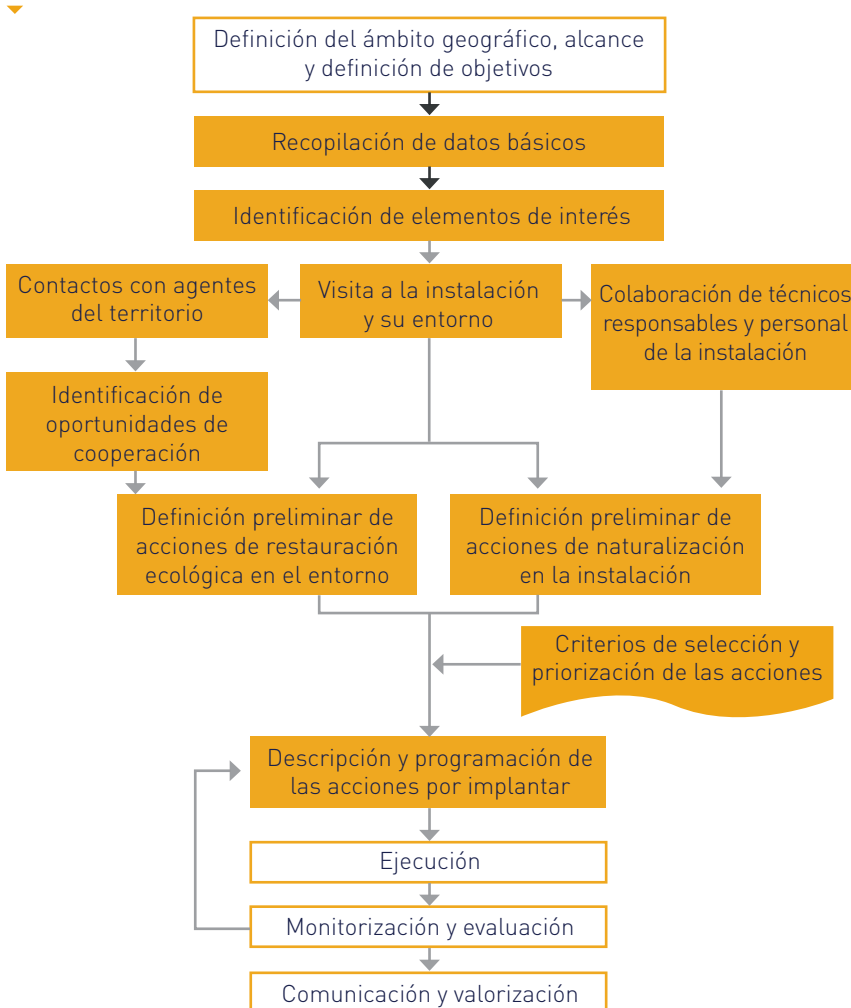 Definición del ámbito geográfico, alcance
y definición de objetivos
Recopilación de datos básicos
Identificación de elementos de interés
Contactos con agentes
del territorio
Visita a la instalación
y su entorno
Colaboración de técnicos
responsables y personal
de la instalación
Identificación de
oportunidades de
cooperación
Definición preliminar de
acciones de restauración
ecológica en el entorno
Definición preliminar de
acciones de naturalización
en la instalación
Criterios de selección y
priorización de las acciones
Descripción y programación de
las acciones por implantar
Ejecución
Monitorización y evaluación
Comunicación y valorización